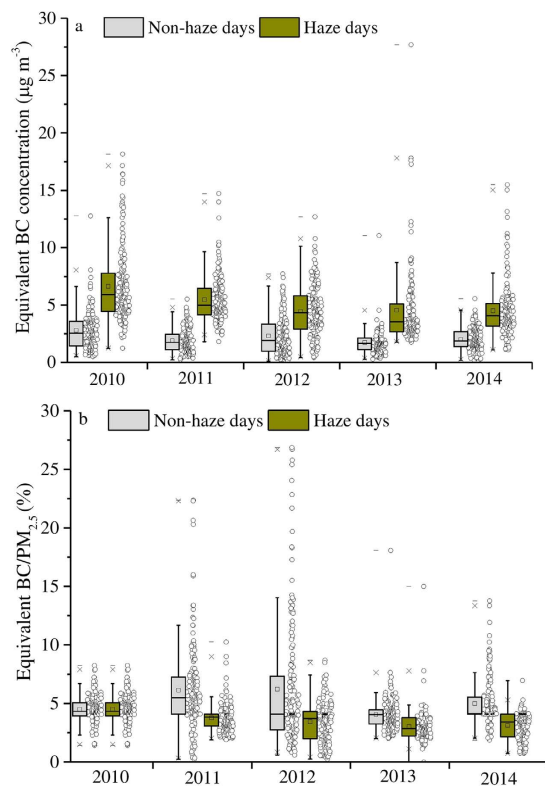 a
Non-haze days
Haze days
Equivalent BC concentration (μg m⁻³)
30
25
20
15
10
5
0
2010 2011 2012 2013 2014
b
Non-haze days
Haze days
Equivalent BC/PM₂.₅ (%)
30
25
20
15
10
5
0
2010 2011 2012 2013 2014